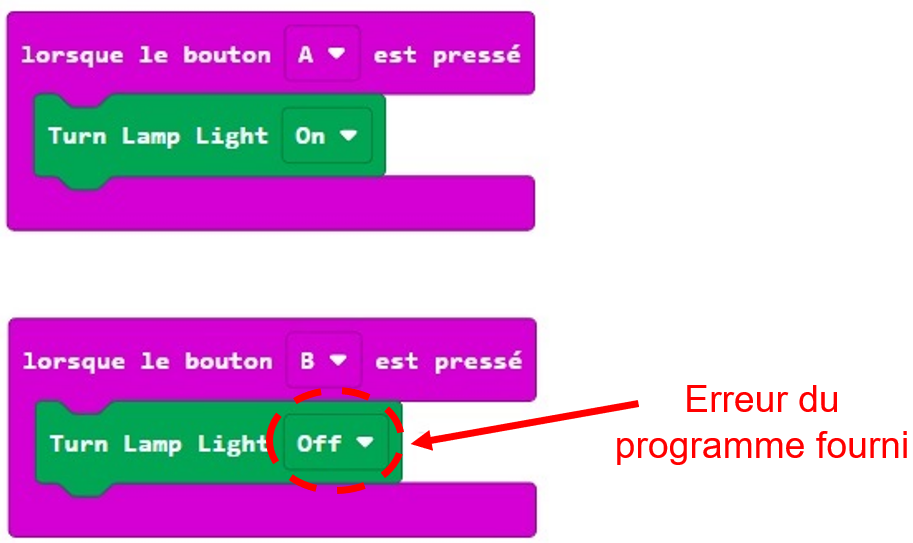 lorsque le bouton A est pressé
Turn Lamp Light On
lorsque le bouton B est pressé
Turn Lamp Light Off
Erreur du
programme fourni